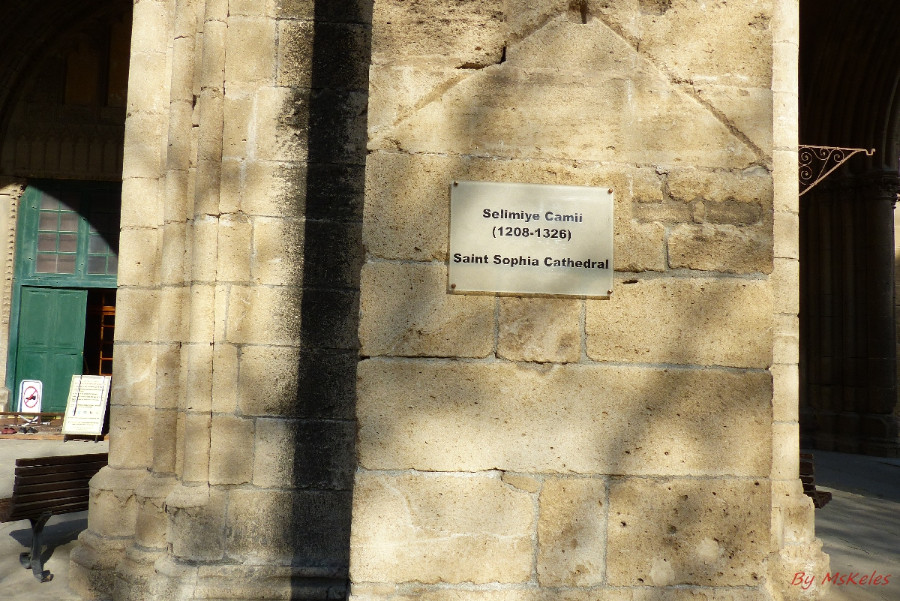 Selimiye Camii
(1208-1326)
Saint Sophia Cathedral
By MsKeles